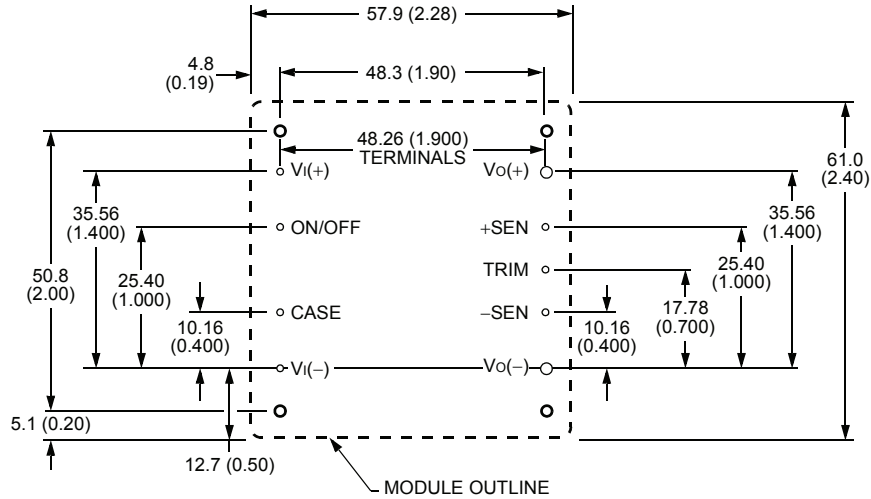 57.9 (2.28)
4.8
(0.19)
48.3 (1.90)
48.26 (1.900)
TERMINALS
61.0
(2.40)
VI(+)
VO(+)
35.56
(1.400)
35.56
(1.400)
ON/OFF
+SEN
50.8
(2.00)
25.40
(1.000)
TRIM
25.40
(1.000)
17.78
(0.700)
CASE
–SEN
10.16
(0.400)
10.16
(0.400)
VI(–)
VO(–)
5.1 (0.20)
12.7 (0.50)
MODULE OUTLINE